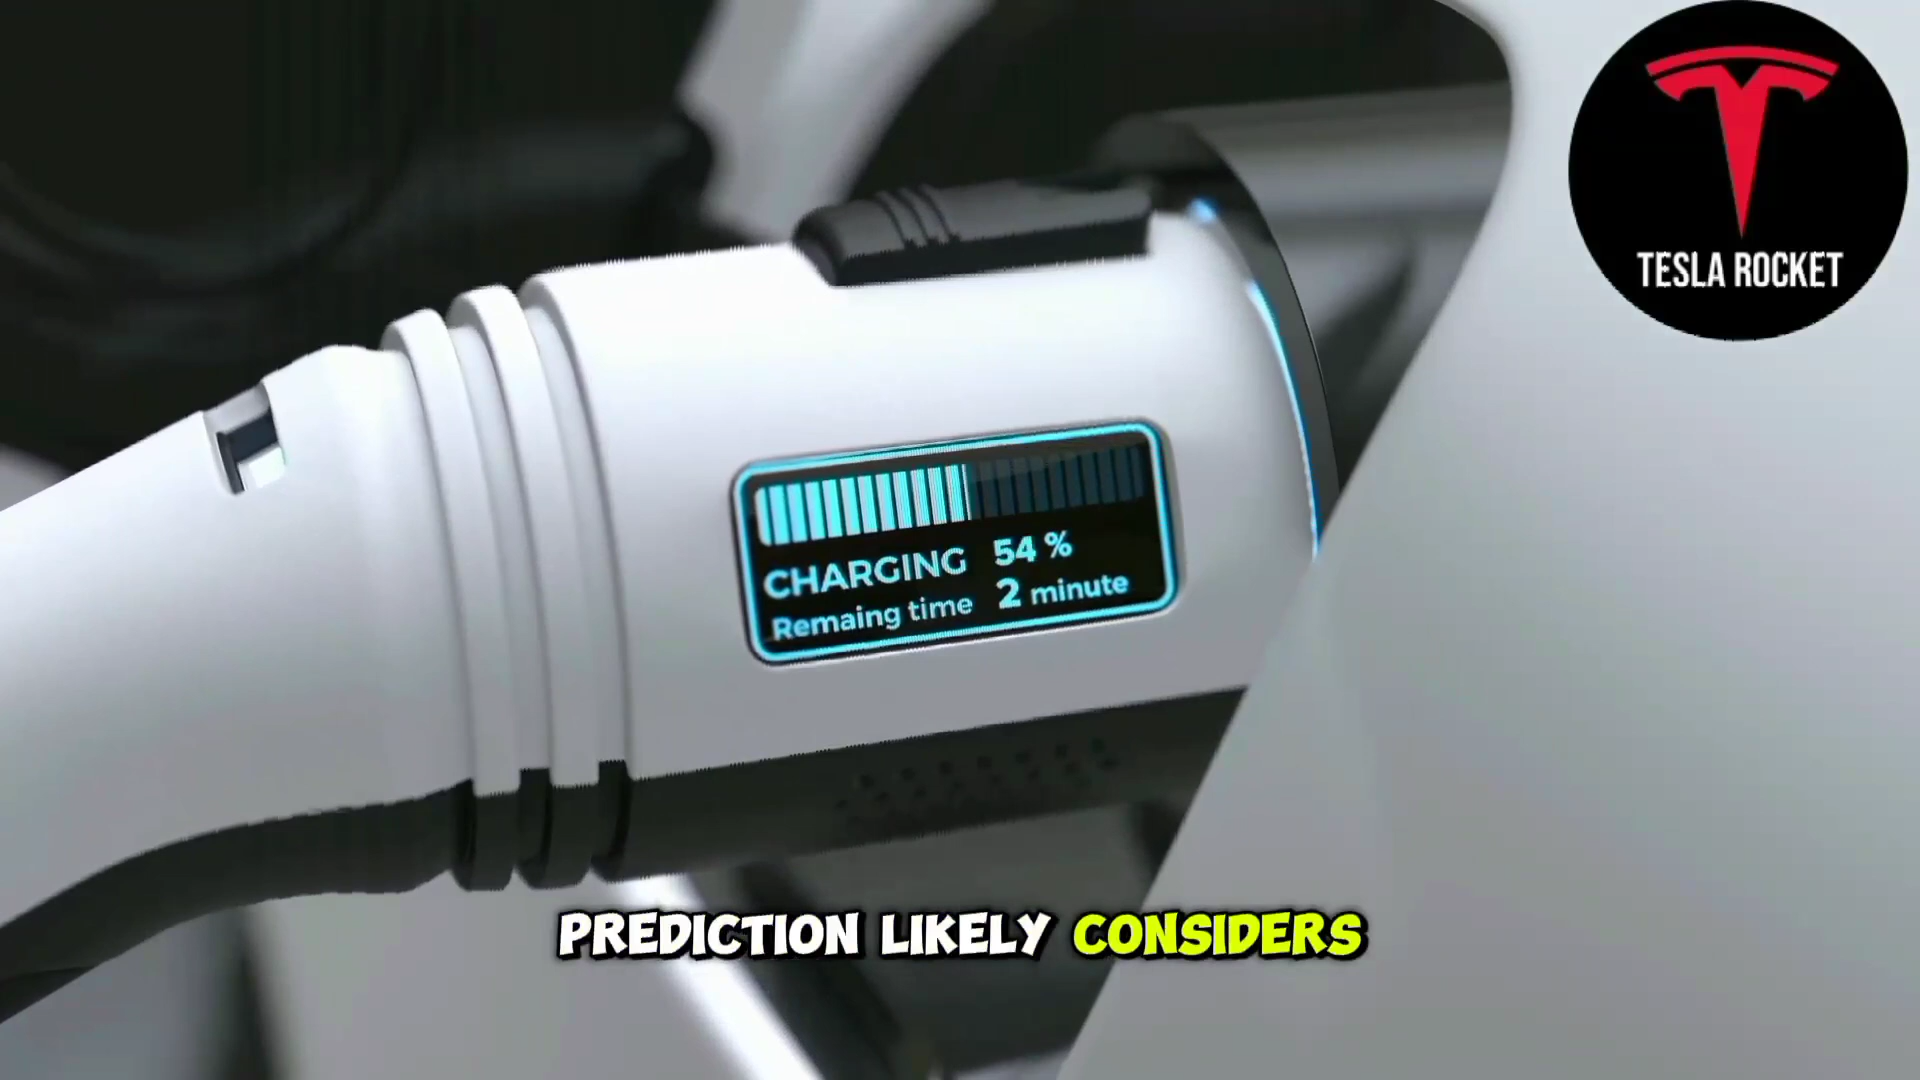 TESLA ROCKET
CHARGING 54 %
Remaing time 2 minute
PREDICTION LIKELY CONSIDERS